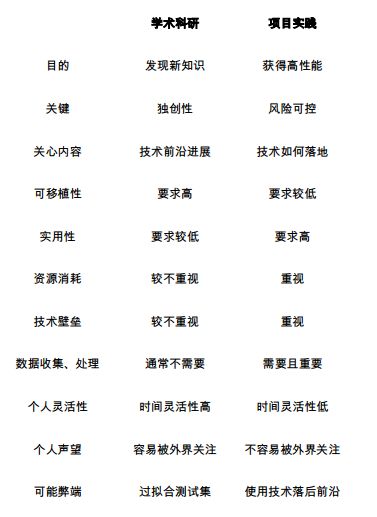 学术科研 项目实践
目的 发现新知识 获得高性能
关键 独创性 风险可控
关心内容 技术前沿进展 技术如何落地
可移植性 要求高 要求较低
实用性 要求较低 要求高
资源消耗 较不重视 重视
技术壁垒 较不重视 重视
数据收集、处理 通常不需要 需要且重要
个人灵活性 时间灵活性高 时间灵活性低
个人声望 容易被外界关注 不容易被外界关注
可能弊端 过拟合测试集 使用技术落后前沿